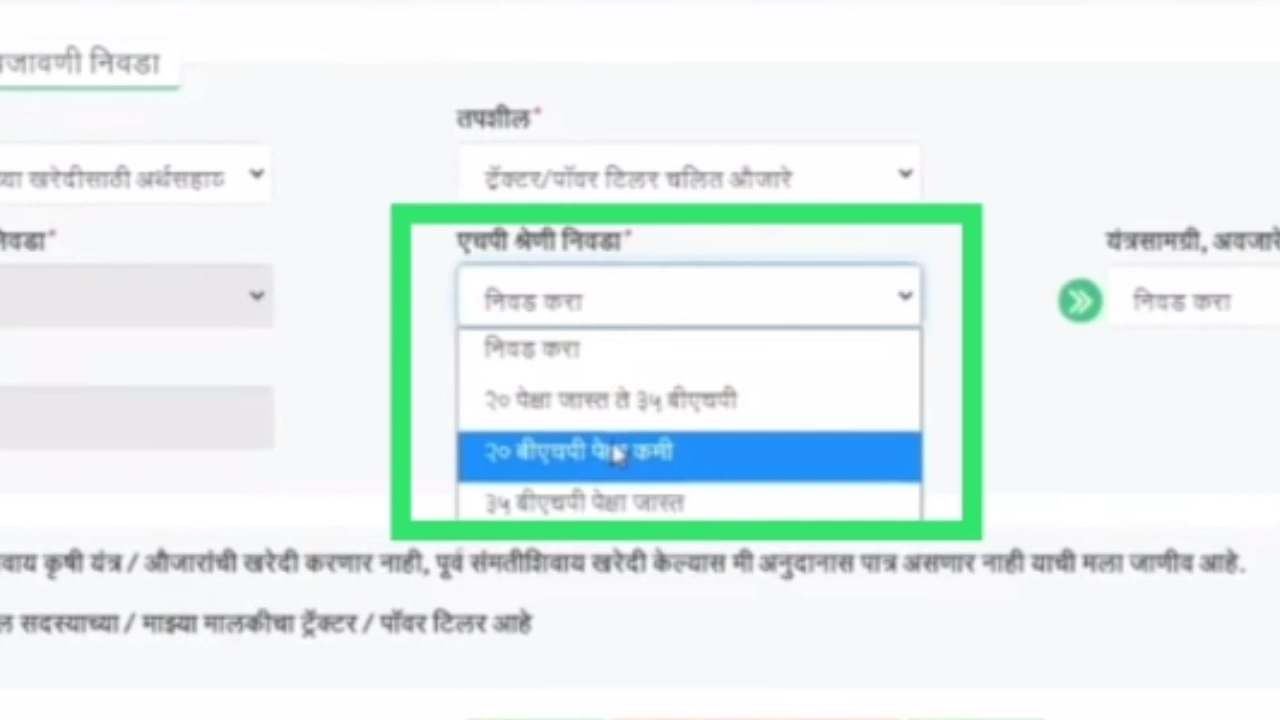 जावणी निवडा
तपशील*
च्या खरेदीसाठी अर्थसहाय्य
ट्रॅक्टर/पॉवर टिलर चलित औजारे
निवडा*
एचपी श्रेणी निवडा*
यंत्रसामग्री, अवजारे
निवड करा
निवड करा
निवड करा
२० पेक्षा जास्त ते ३५ बीएचपी
२० बीएचपी पेक्षा कमी
३५ बीएचपी पेक्षा जास्त
वाय कृषी यंत्र / औजारांची खरेदी करणार नाही, पूर्व संमतीशिवाय खरेदी केल्यास मी अनुदानास पात्र असणार नाही याची मला जाणीव आहे.
ल सदस्याच्या / माझ्या मालकीचा ट्रॅक्टर / पॉवर टिलर आहे